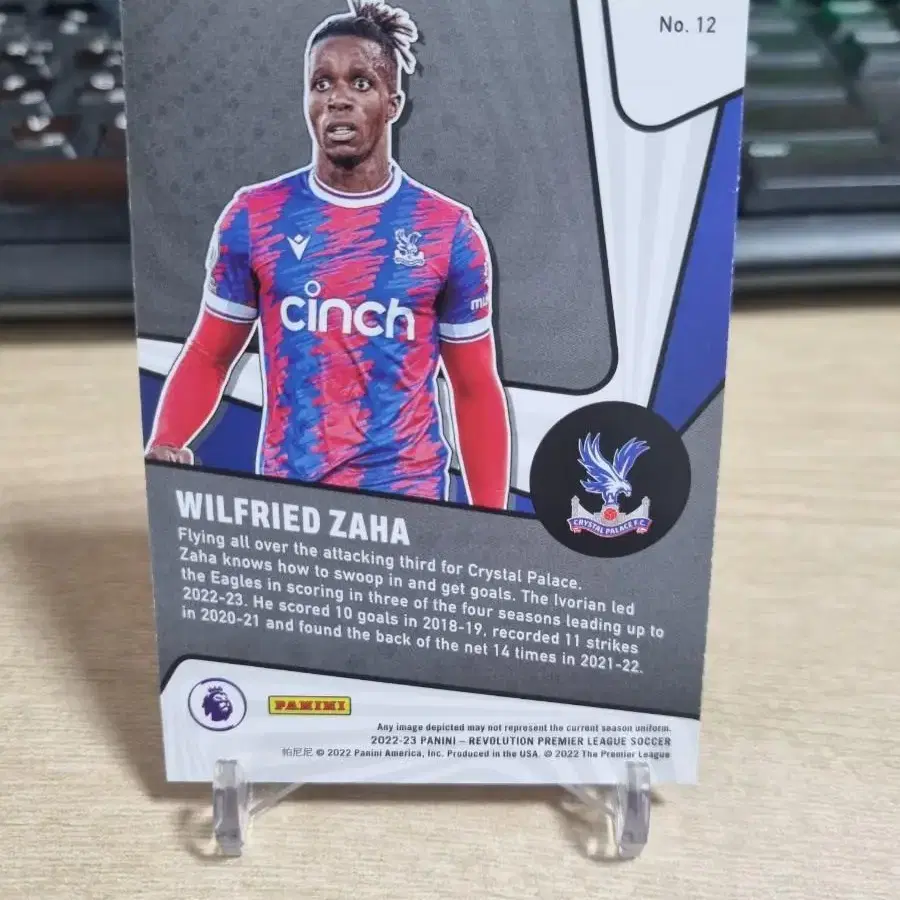 No. 12
cinch
CRYSTAL PALACE F.C.
WILFRIED ZAHA
Flying all over the attacking third for Crystal Palace.
Zaha knows how to swoop in and get goals. The Ivorian led
the Eagles in scoring in three of the four seasons leading up to
2022-23. He scored 10 goals in 2018-19, recorded 11 strikes
in 2020-21 and found the back of the net 14 times in 2021-22.
PANINI
Any image depicted may not represent the current season uniform.
2022-23 PANINI – REVOLUTION PREMIER LEAGUE SOCCER
帕尼尼 © 2022 Panini America, Inc. Produced in the USA. © 2022 The Premier League